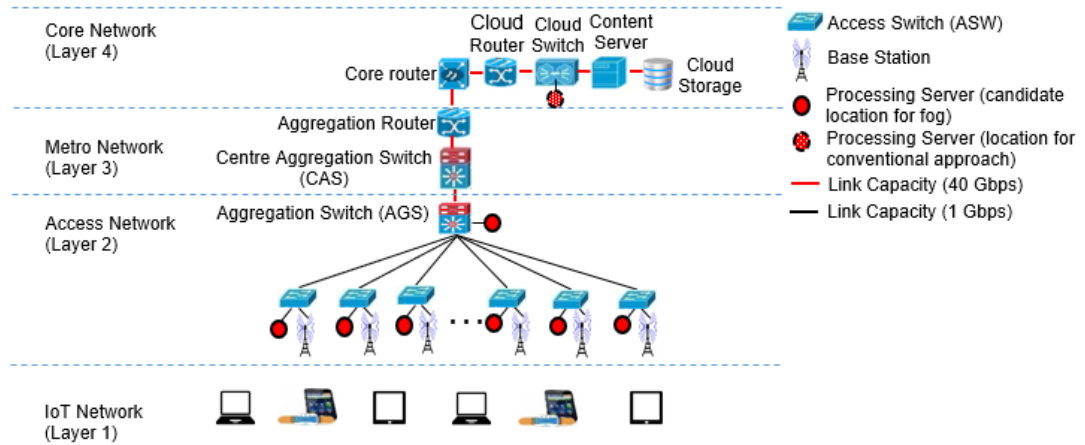 Core Network
(Layer 4)
Cloud
Router
Cloud
Switch
Content
Server
Core router
Cloud
Storage
Aggregation Router
Metro Network
(Layer 3)
Centre Aggregation Switch
(CAS)
Aggregation Switch (AGS)
Access Network
(Layer 2)
IoT Network
(Layer 1)
Access Switch (ASW)
Base Station
Processing Server (candidate
location for fog)
Processing Server (location for
conventional approach)
Link Capacity (40 Gbps)
Link Capacity (1 Gbps)